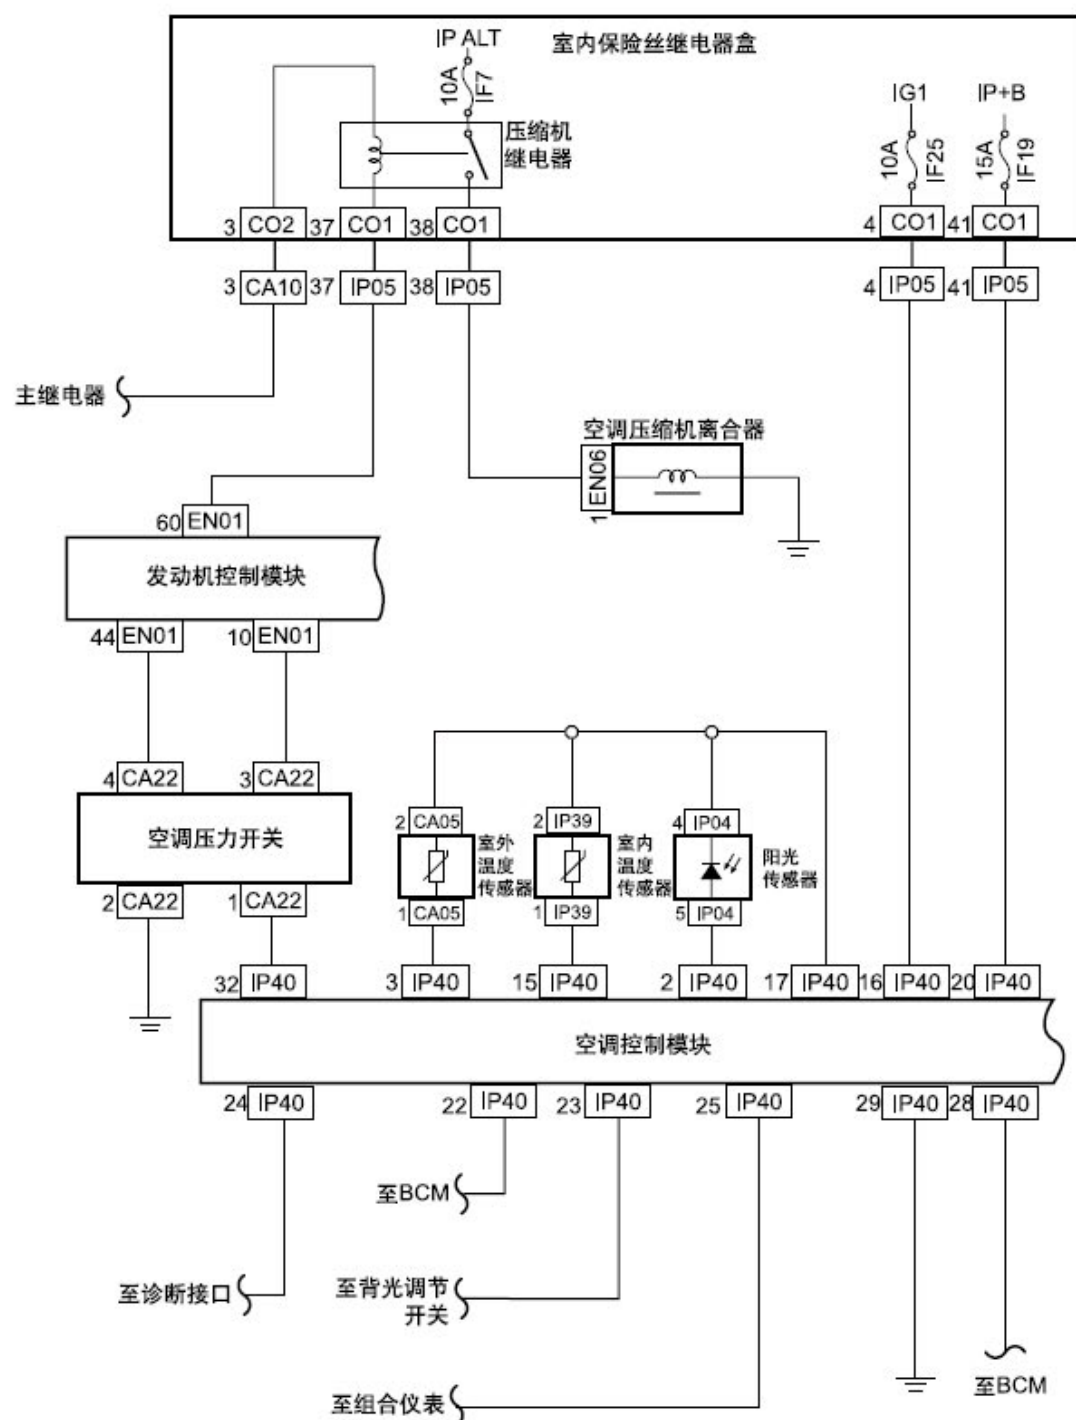 IP ALT
室内保险丝继电器盒
10A
IF7
IG1
IP+B
压缩机
继电器
10A
IF25
15A
IF19
3 CO2
37 CO1
38 CO1
4 CO1
41 CO1
3 CA10
37 IP05
38 IP05
4 IP05
41 IP05
主继电器
空调压缩机离合器
1 EN06
60 EN01
发动机控制模块
44 EN01
10 EN01
4 CA22
3 CA22
空调压力开关
2 CA22
1 CA22
2 CA05
室外
温度
传感器
1 CA05
2 IP39
室内
温度
传感器
1 IP39
4 IP04
阳光
传感器
5 IP04
32 IP40
3 IP40
15 IP40
2 IP40
17 IP40
16 IP40
20 IP40
空调控制模块
24 IP40
22 IP40
23 IP40
25 IP40
29 IP40
28 IP40
至BCM
至诊断接口
至背光调节
开关
至BCM
至组合仪表